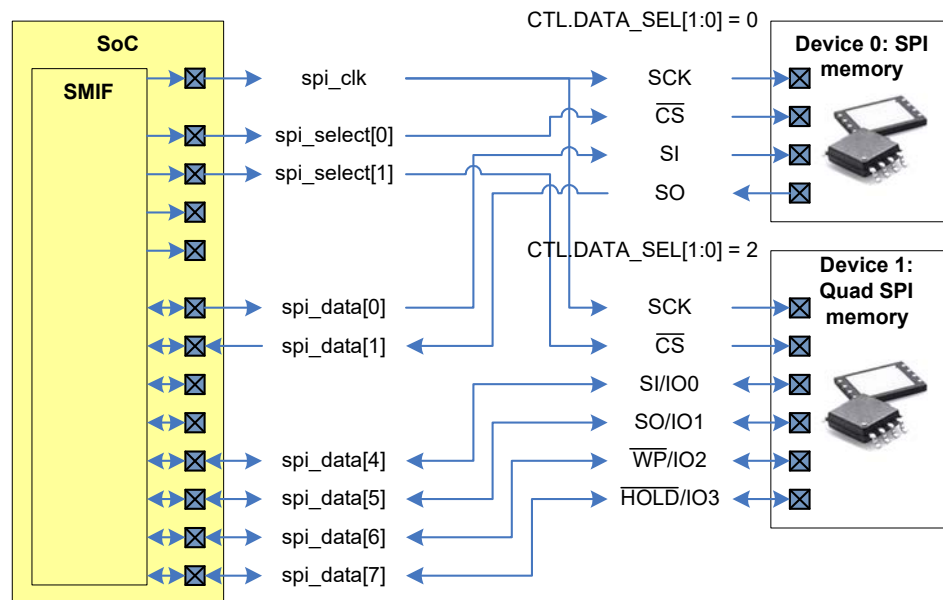 SoC
SMIF
spi_clk
spi_select[0]
spi_select[1]
spi_data[0]
spi_data[1]
spi_data[4]
spi_data[5]
spi_data[6]
spi_data[7]
CTL.DATA_SEL[1:0] = 0
SCK
CS
SI
SO
Device 0: SPI
memory
CTL.DATA_SEL[1:0] = 2
SCK
CS
SI/IO0
SO/IO1
WP/IO2
HOLD/IO3
Device 1:
Quad SPI
memory